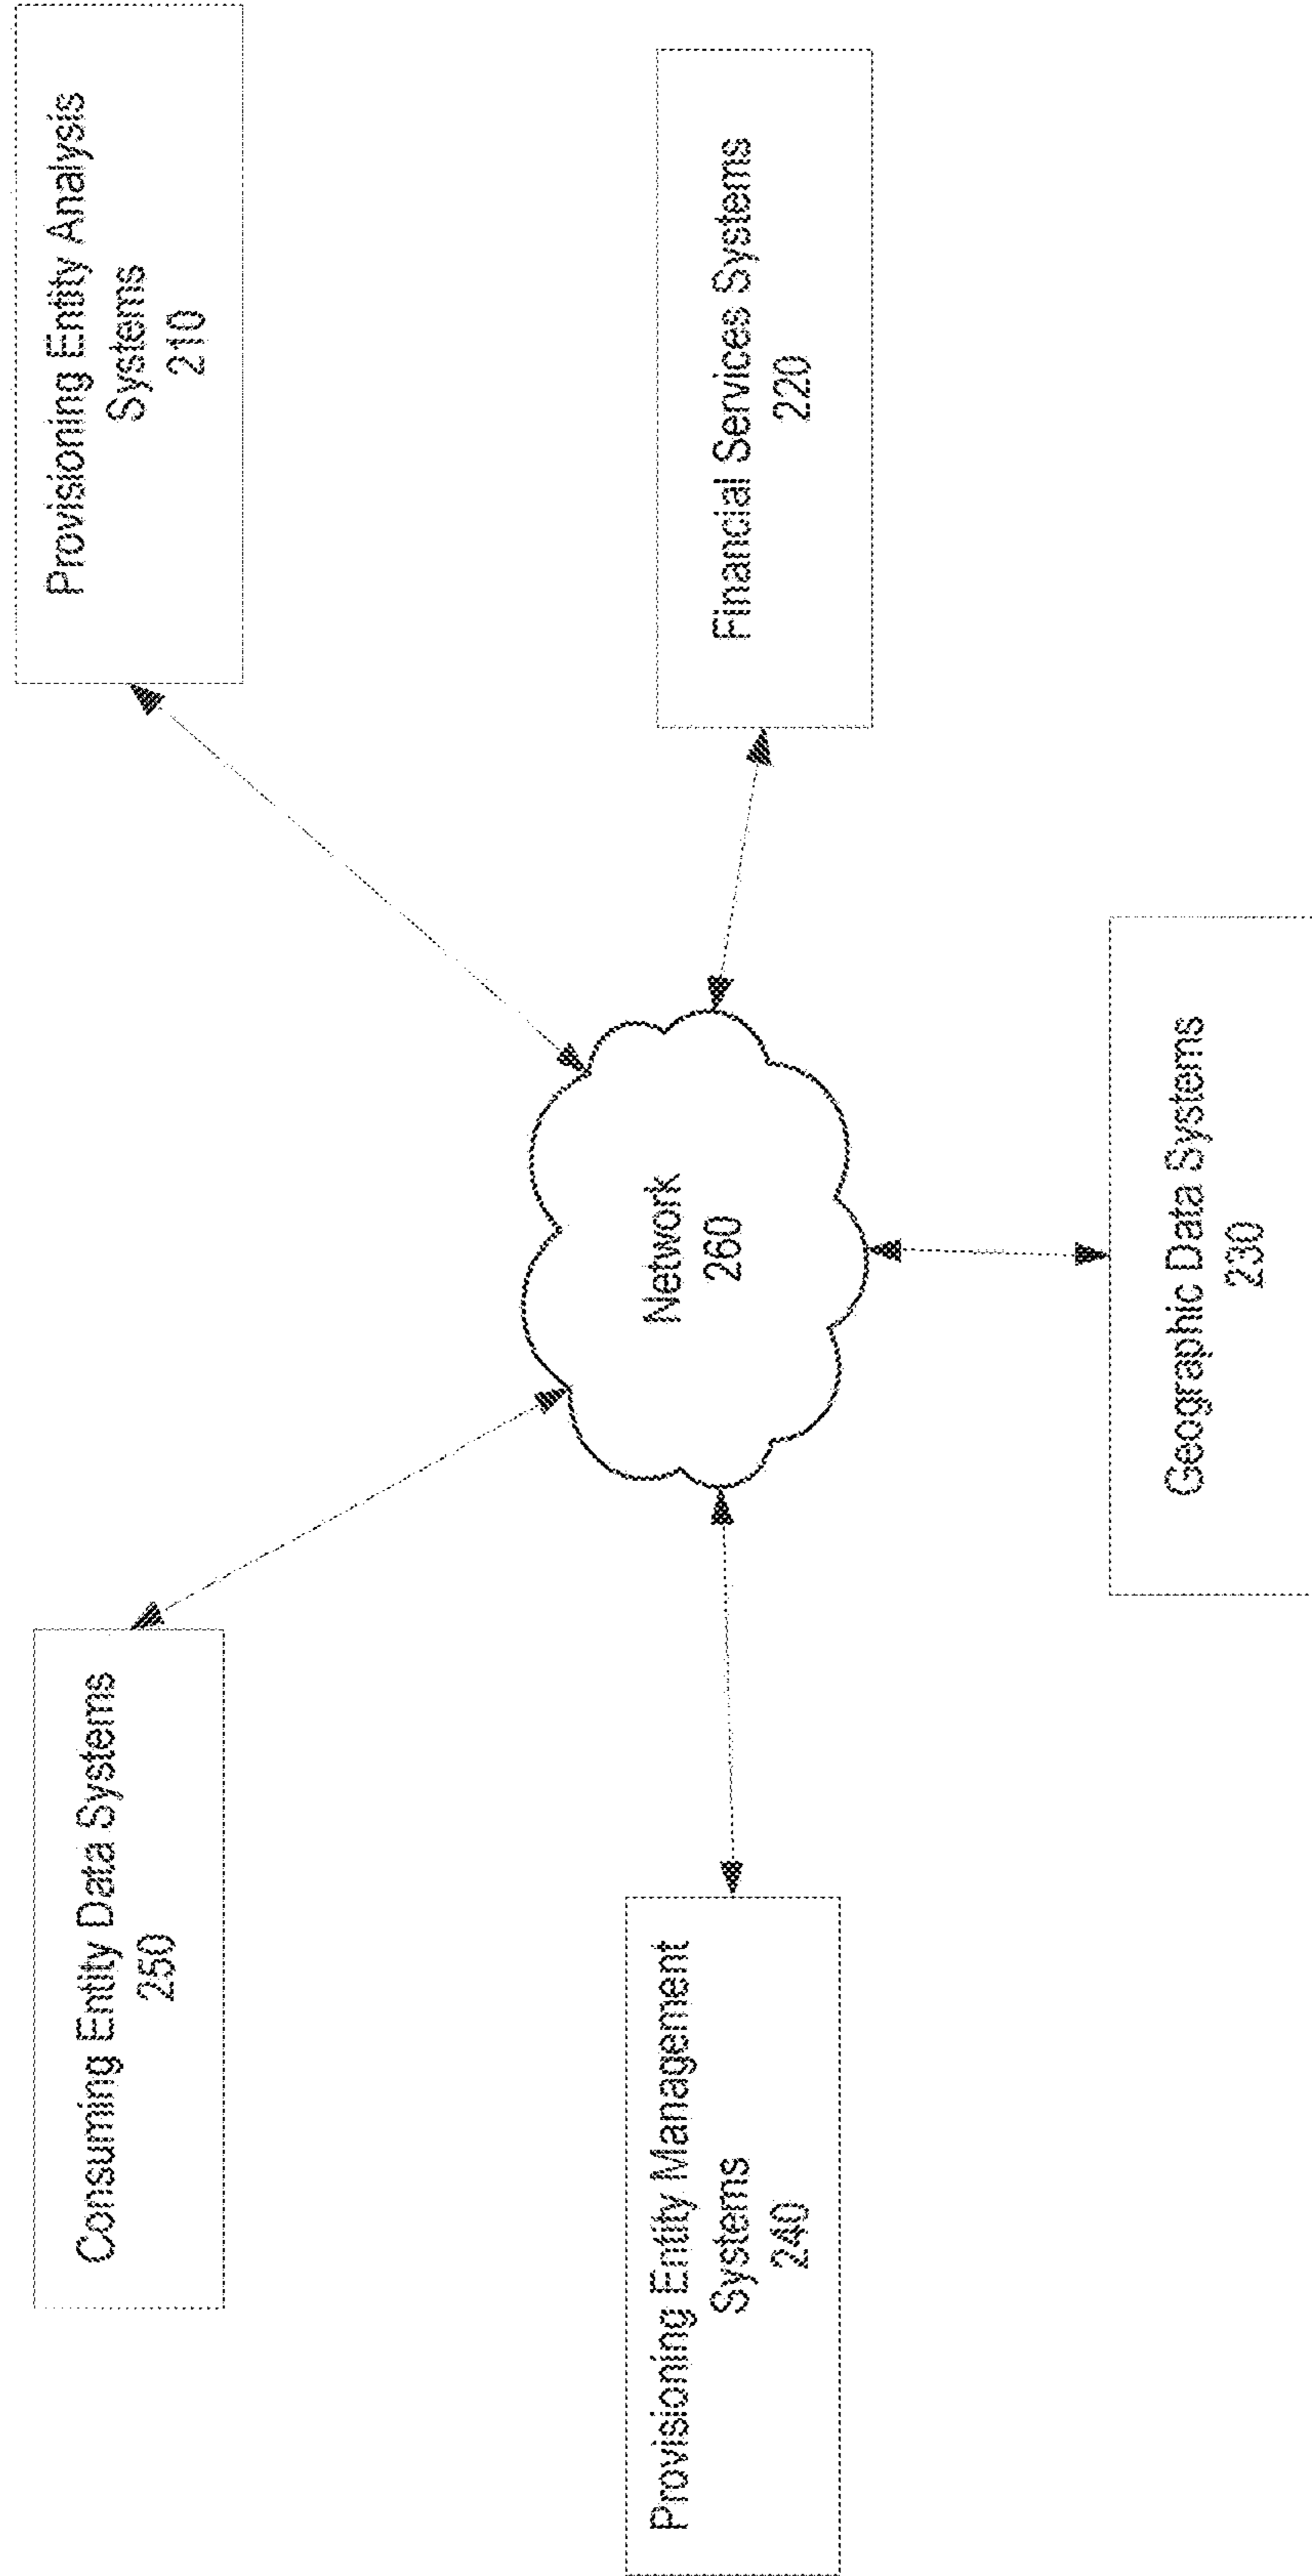 Consuming Entity Data Systems
250
Provisioning Entity Analysis
Systems
210
Provisioning Entity Management
Systems
240
Network
260
Financial Services Systems
220
Geographic Data Systems
230